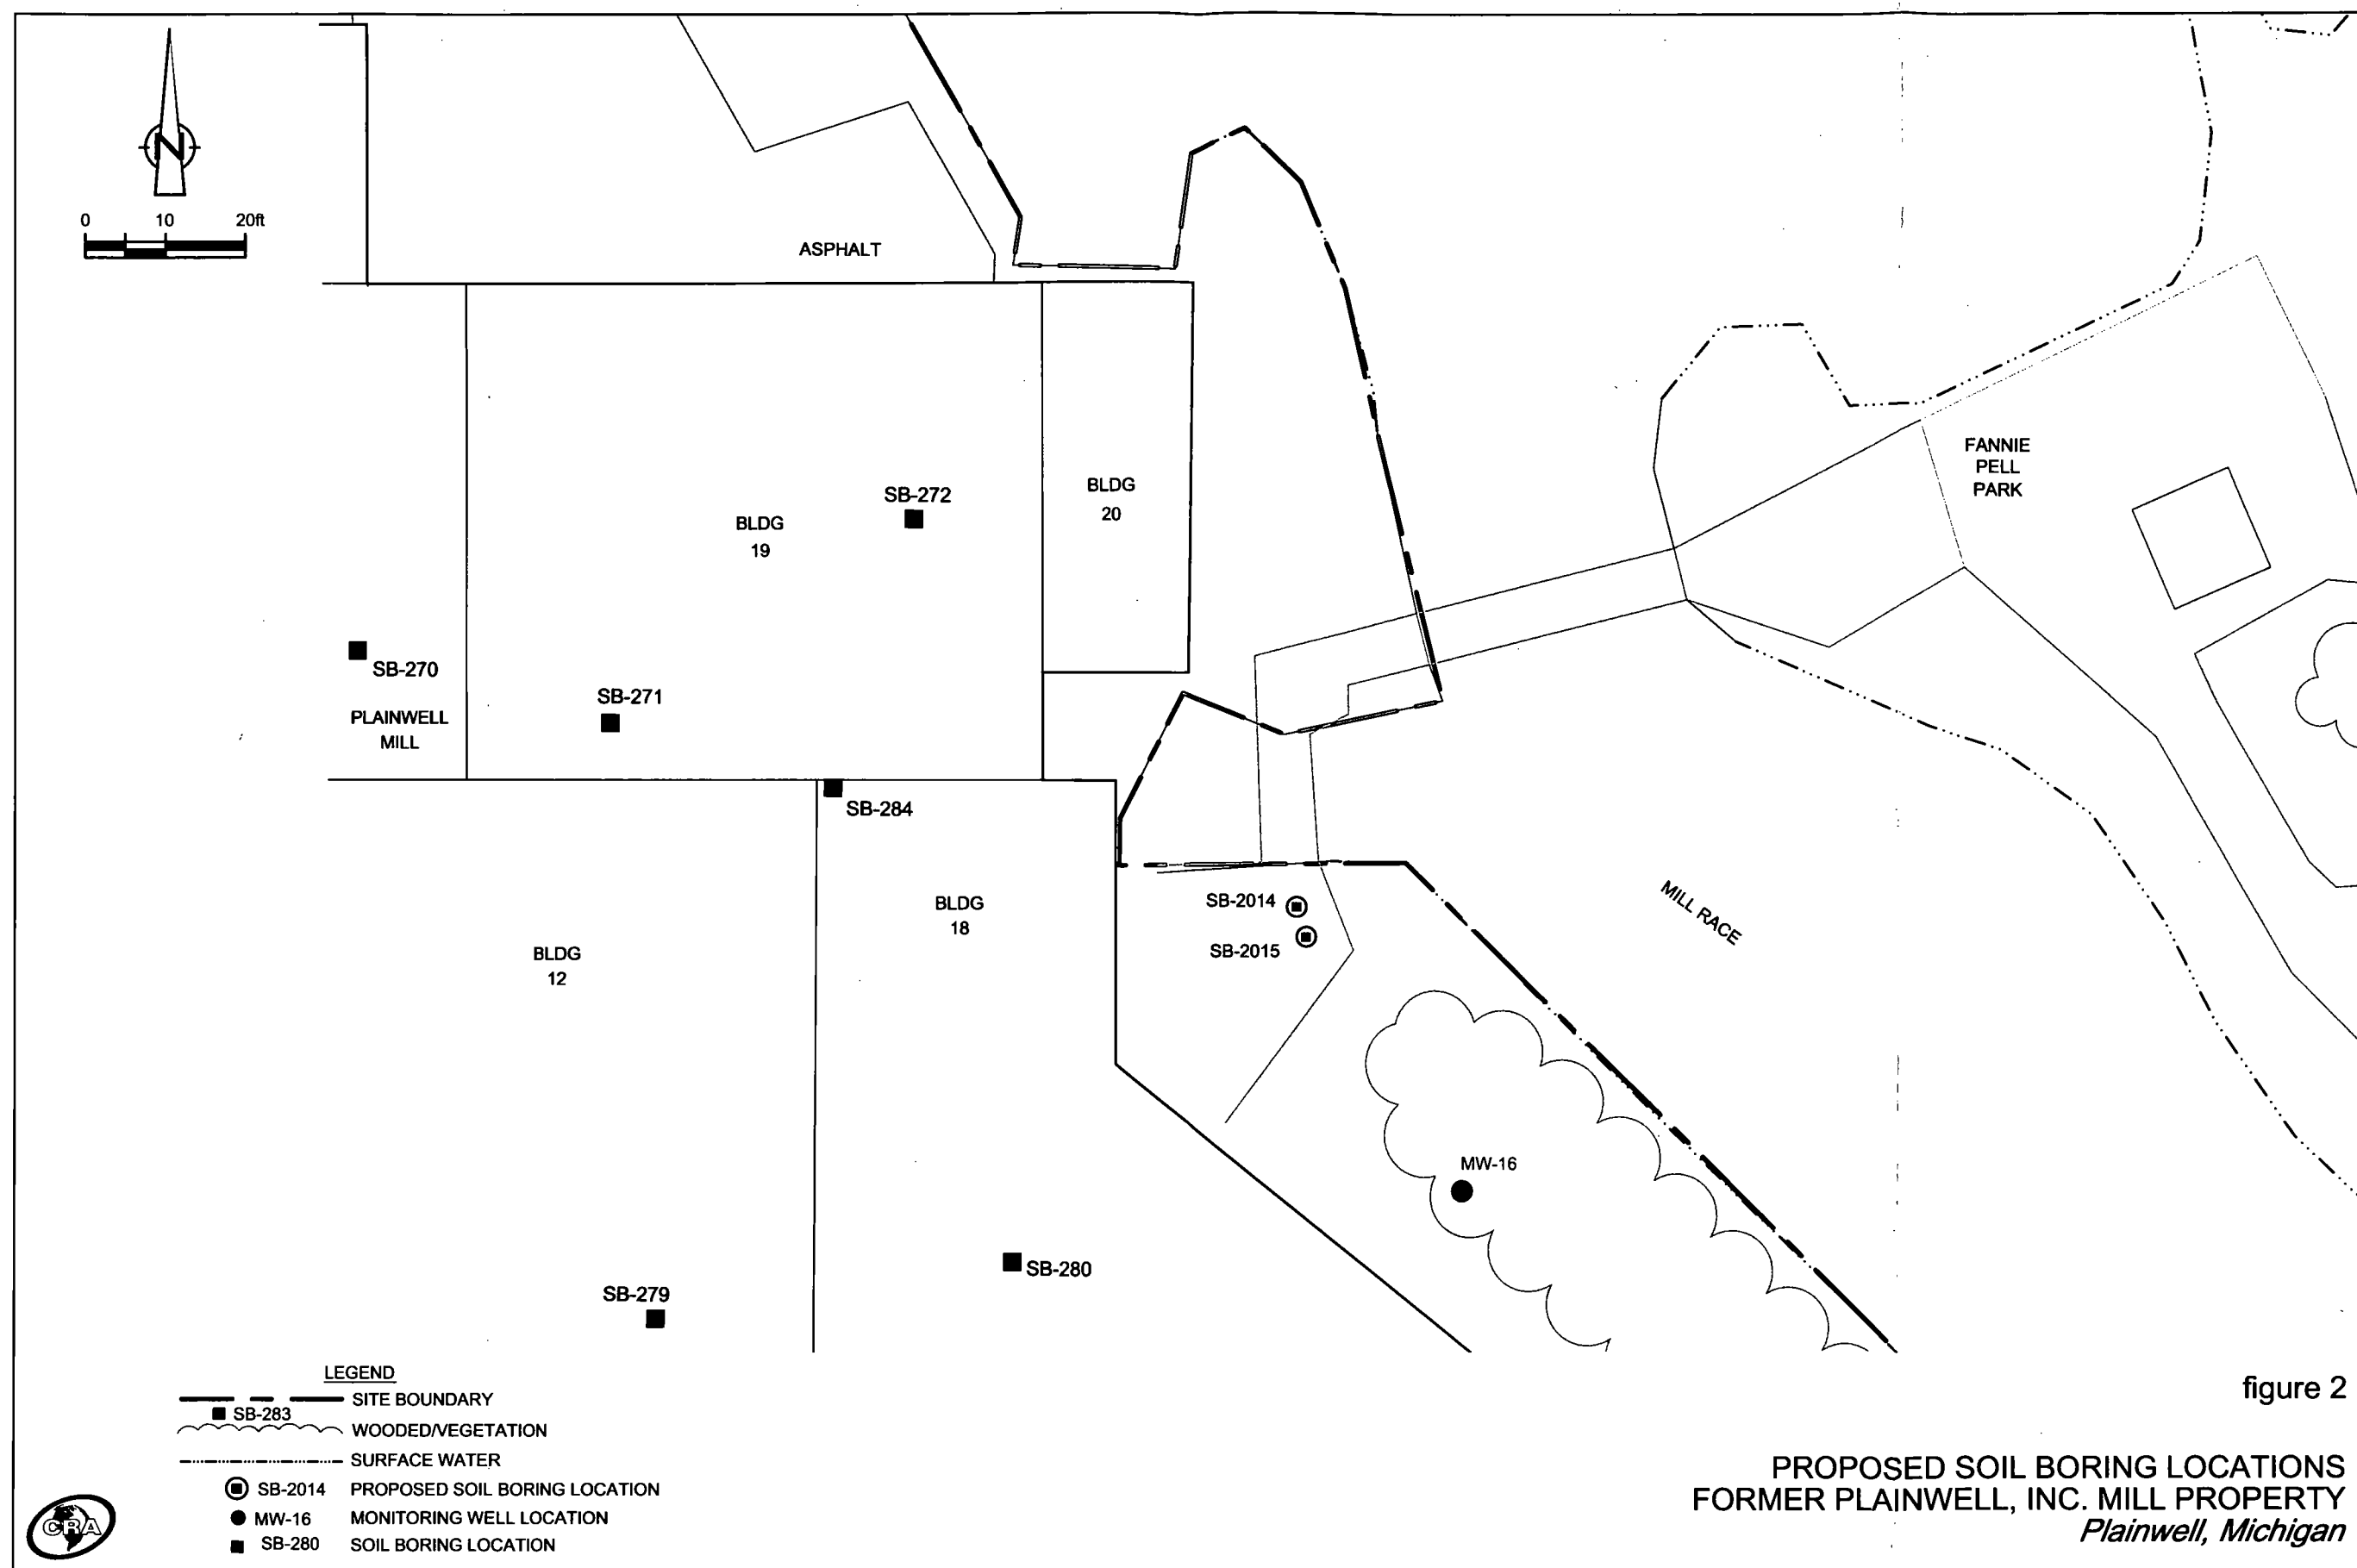 N
0 10 20ft
ASPHALT
FANNIE
PELL
PARK
SB-272
BLDG
20
BLDG
19
SB-270
SB-271
PLAINWELL
MILL
SB-284
BLDG
18
SB-2014
SB-2015
MILL RACE
BLDG
12
MW-16
SB-280
SB-279
LEGEND
SITE BOUNDARY
SB-283
WOODED/VEGETATION
SURFACE WATER
SB-2014 PROPOSED SOIL BORING LOCATION
MW-16 MONITORING WELL LOCATION
SB-280 SOIL BORING LOCATION
CRA
figure 2
PROPOSED SOIL BORING LOCATIONS
FORMER PLAINWELL, INC. MILL PROPERTY
Plainwell, Michigan